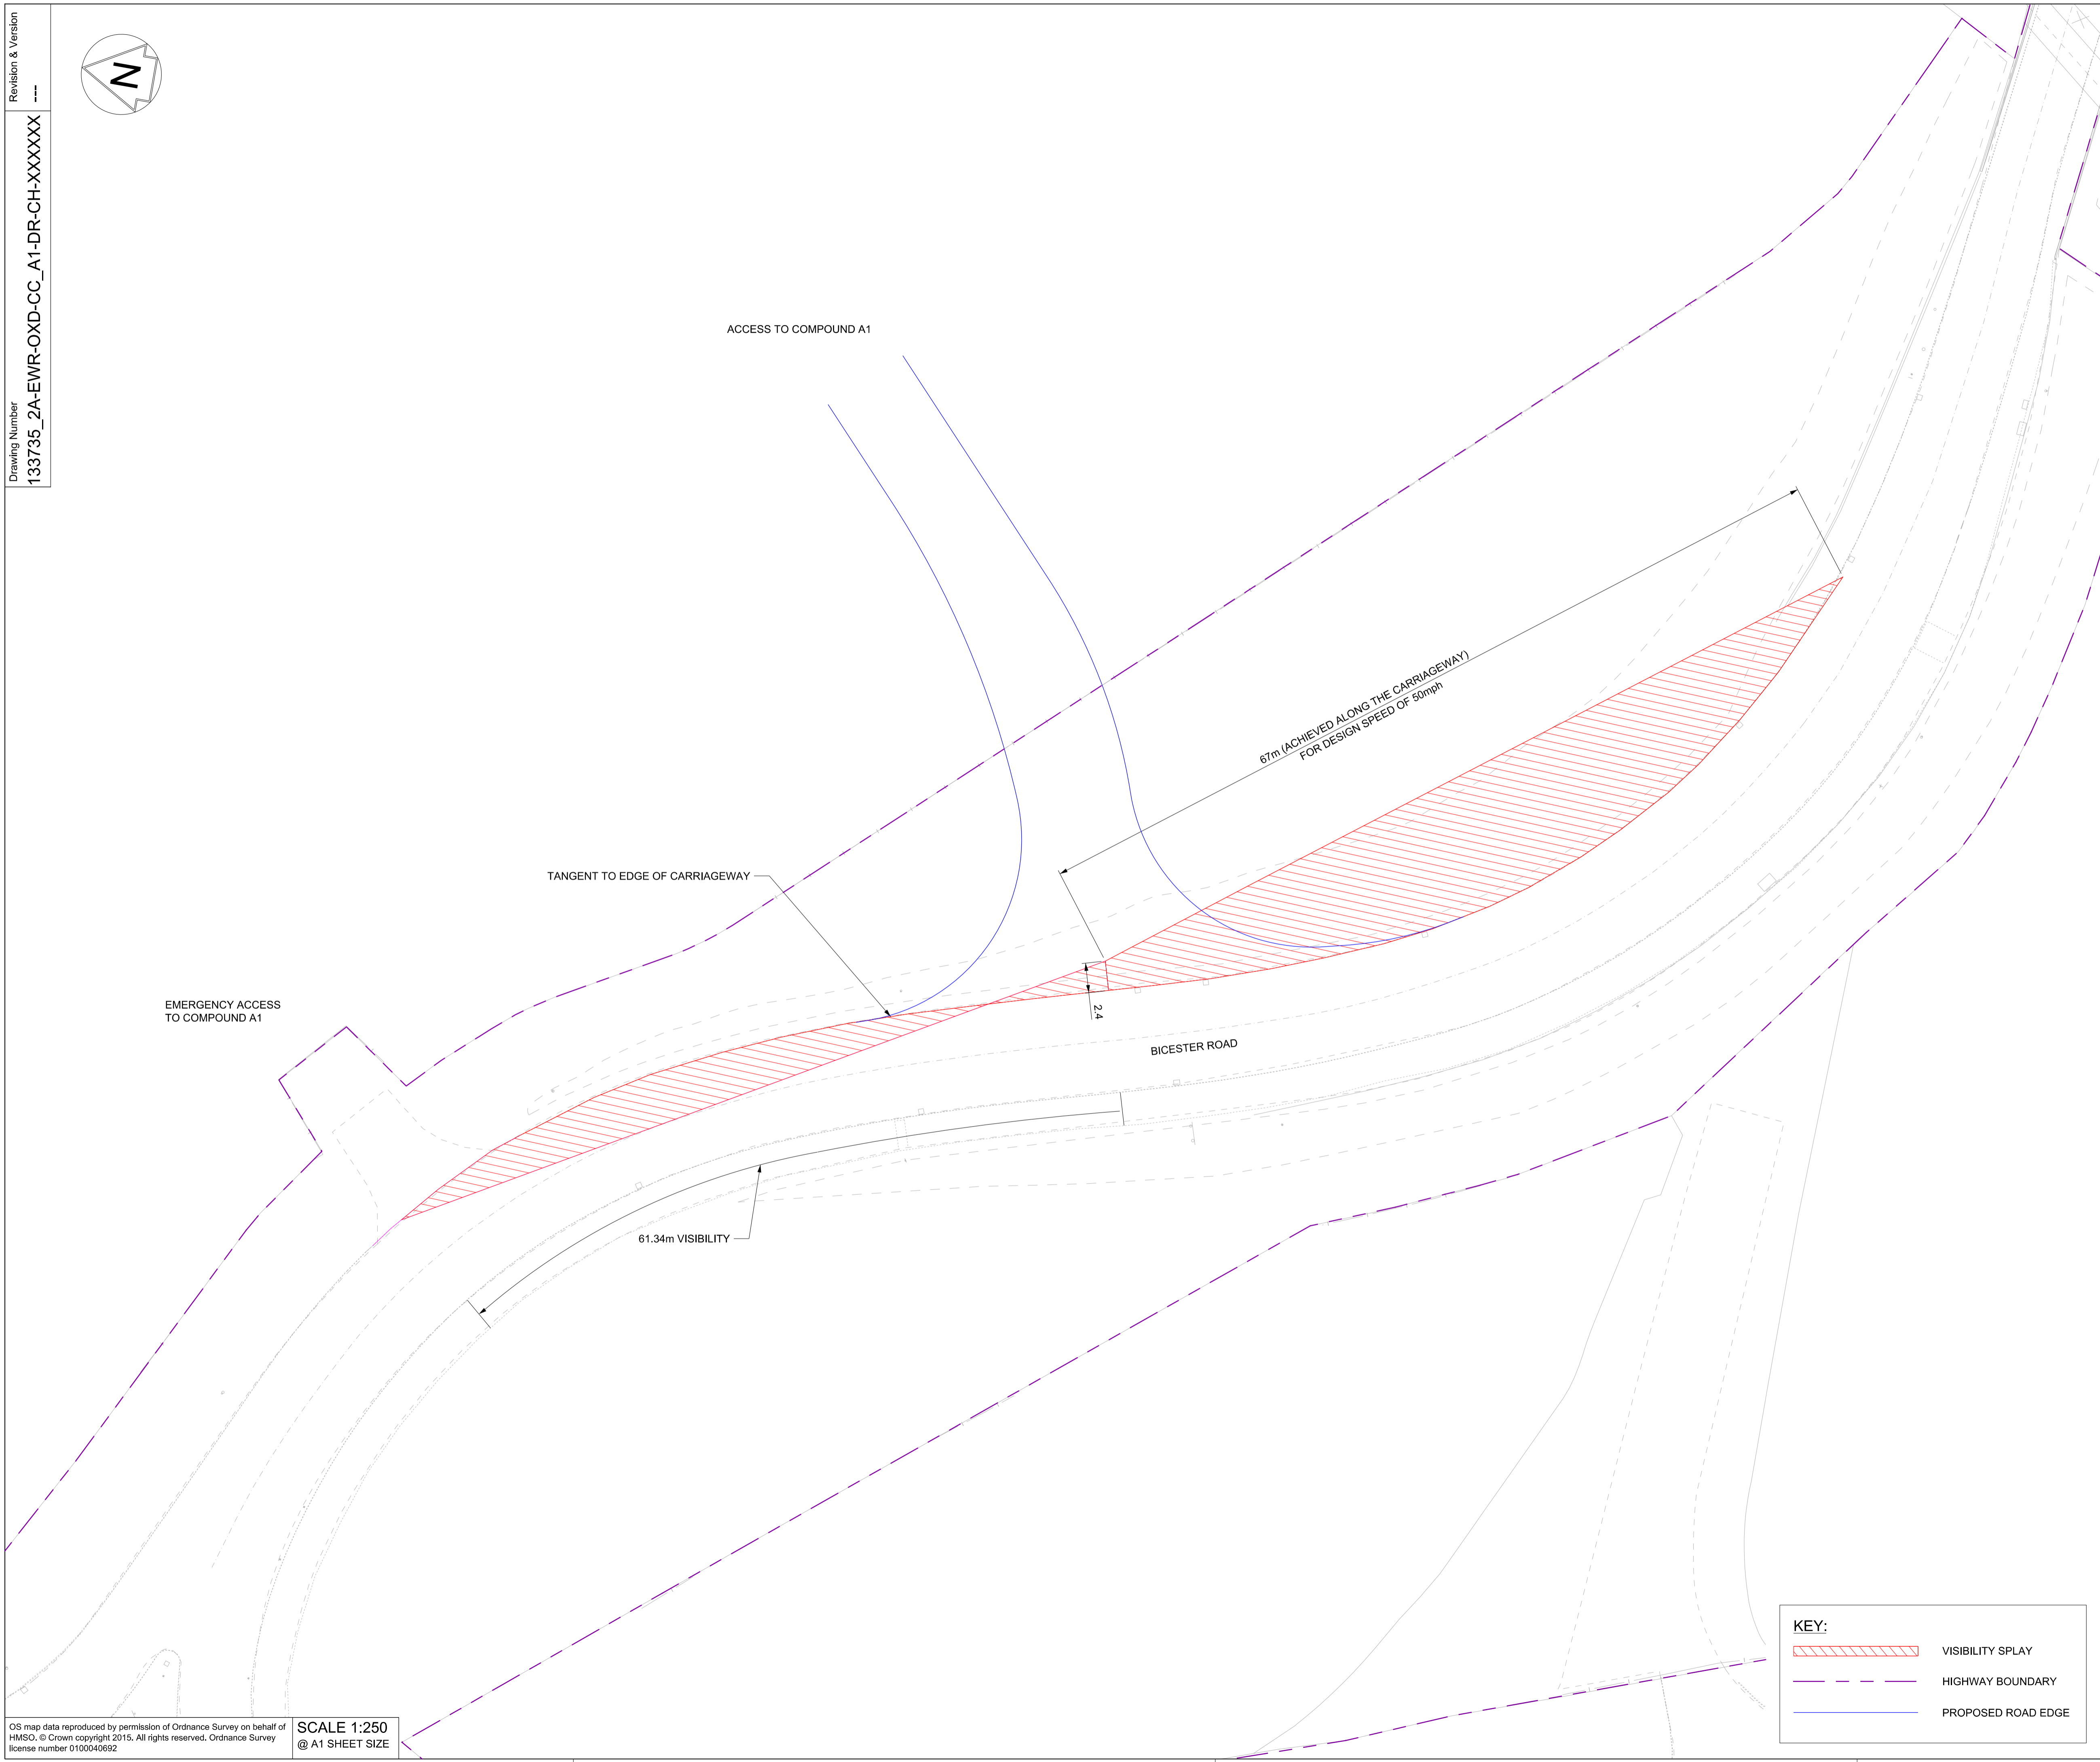 Revision & Version
---
Drawing Number
133735_2A-EWR-OXD-CC_A1-DR-CH-XXXXXX
N
ACCESS TO COMPOUND A1
67m (ACHIEVED ALONG THE CARRIAGEWAY)
FOR DESIGN SPEED OF 50mph
TANGENT TO EDGE OF CARRIAGEWAY
EMERGENCY ACCESS
TO COMPOUND A1
2.4
BICESTER ROAD
61.34m VISIBILITY
KEY:
VISIBILITY SPLAY
HIGHWAY BOUNDARY
PROPOSED ROAD EDGE
OS map data reproduced by permission of Ordnance Survey on behalf of
HMSO. © Crown copyright 2015. All rights reserved. Ordnance Survey
license number 0100040692
SCALE 1:250
@ A1 SHEET SIZE